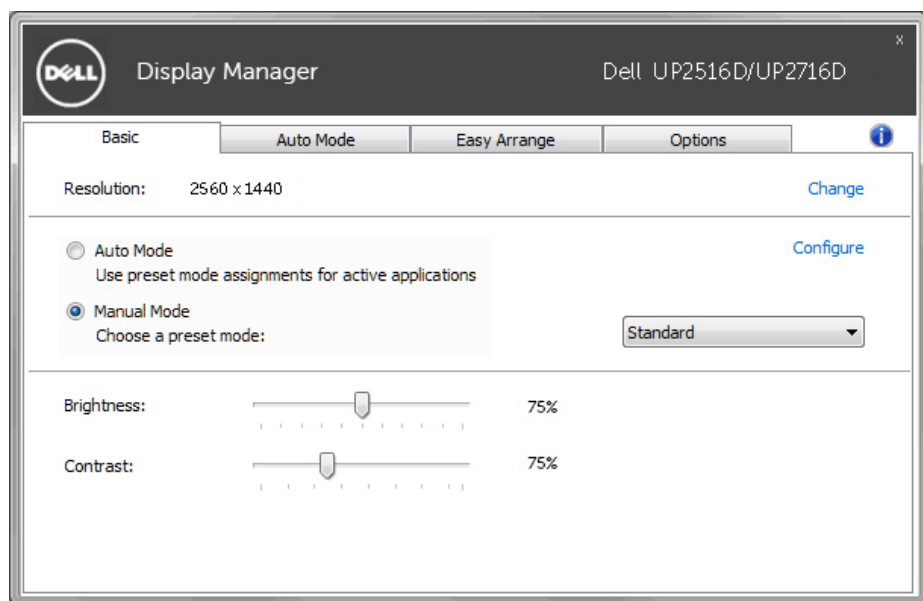 DELL Display Manager Dell UP2516D/UP2716D x
Basic Auto Mode Easy Arrange Options i
Resolution: 2560 x 1440 Change
Auto Mode Configure
Use preset mode assignments for active applications
Manual Mode
Choose a preset mode: Standard
Brightness: 75%
Contrast: 75%